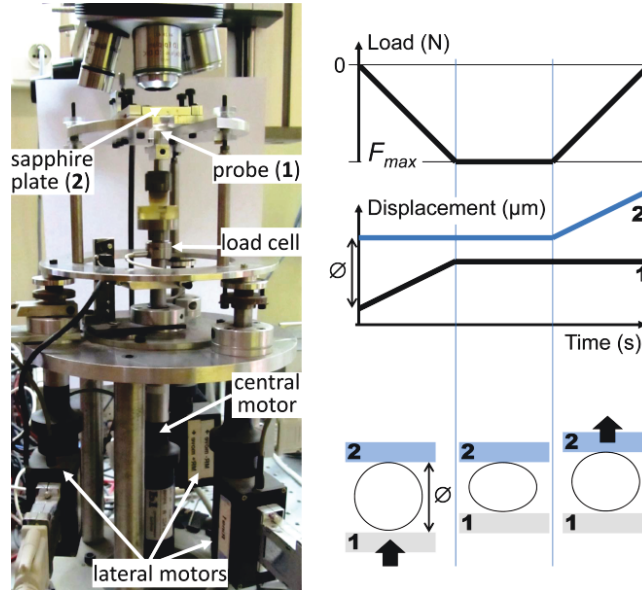 sapphire
plate (2)
probe (1)
load cell
central
motor
lateral motors
Load (N)
0
F_max
Displacement (µm)
2
Ø
1
Time (s)
2
2
2
Ø
1
1
1